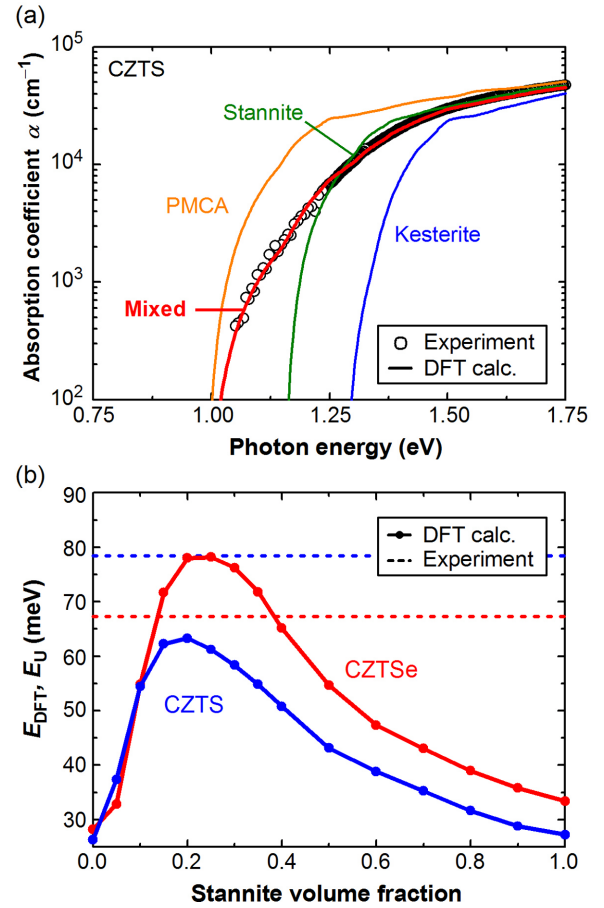 (a)
10^5
CZTS
Stannite
10^4
PMCA
Kesterite
10^3
Mixed
Experiment
DFT calc.
10^2
0.75 1.00 1.25 1.50 1.75
Absorption coefficient α (cm⁻¹)
Photon energy (eV)
(b)
90
80
70
60
50
40
30
DFT calc.
Experiment
CZTSe
CZTS
E_DFT, E_U (meV)
0.0 0.2 0.4 0.6 0.8 1.0
Stannite volume fraction